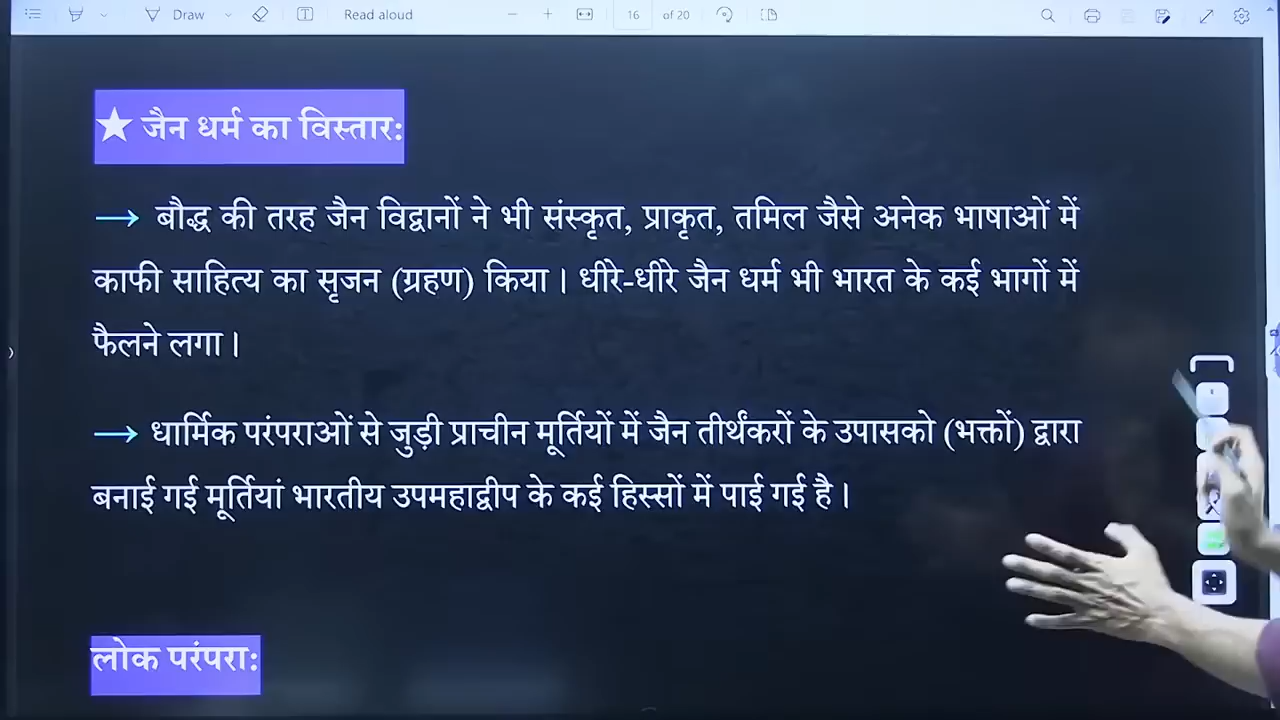 Draw
Read aloud
16 of 20
★ जैन धर्म का विस्तार:
→ बौद्ध की तरह जैन विद्वानों ने भी संस्कृत, प्राकृत, तमिल जैसे अनेक भाषाओं में
काफी साहित्य का सृजन (ग्रहण) किया। धीरे-धीरे जैन धर्म भी भारत के कई भागों में
फैलने लगा।
→ धार्मिक परंपराओं से जुड़ी प्राचीन मूर्तियों में जैन तीर्थंकरों के उपासको (भक्तों) द्वारा
बनाई गई मूर्तियां भारतीय उपमहाद्वीप के कई हिस्सों में पाई गई है।
लोक परंपरा: